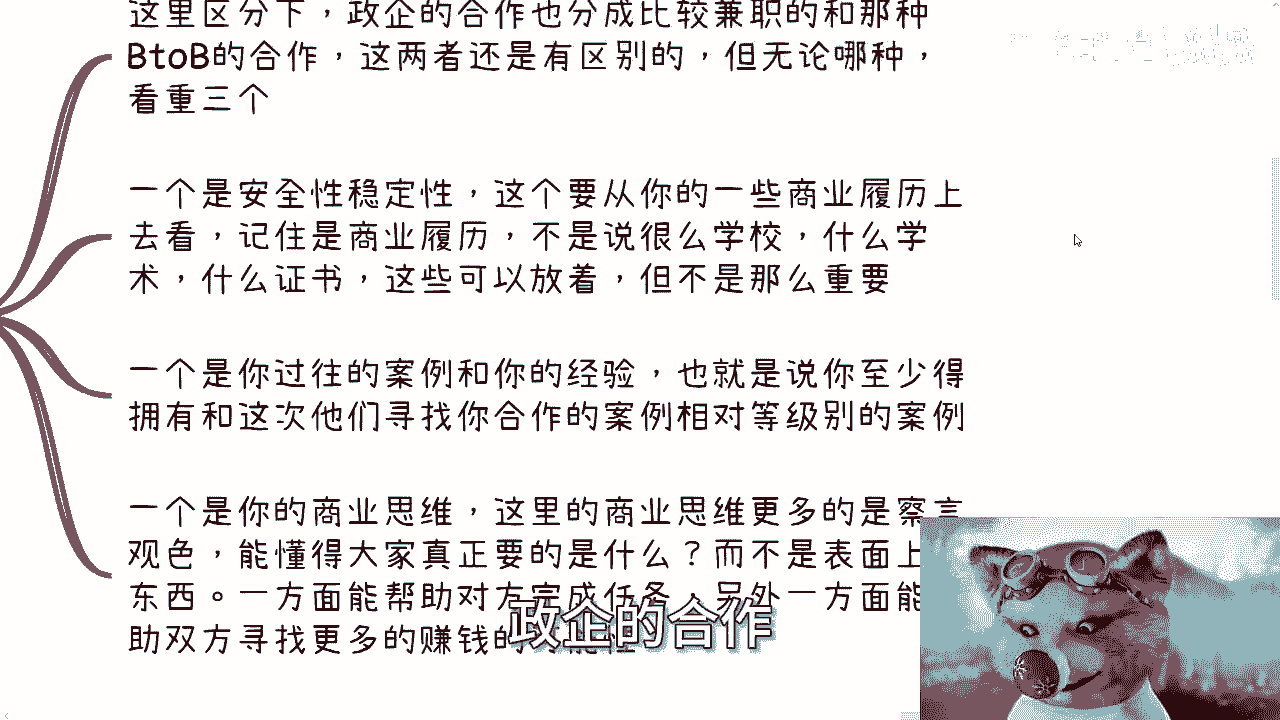 这里区分下，政企的合作也分成比较兼职的和那种
BtoB的合作，这两者还是有区别的，但无论哪种，
看重三个
一个是安全性稳定性，这个要从你的一些商业履历上
去看，记住是商业履历，不是说很么学校，什么学
术，什么证书，这些可以放着，但不是那么重要
一个是你过往的案例和你的经验，也就是说你至少得
拥有和这次他们寻找你合作的案例相对等级别的案例
一个是你的商业思维，这里的商业思维更多的是察言
观色，能懂得大家真正要的是什么？而不是表面上
东西。一方面能帮助对方完成任务，另外一方面能
助双方寻找更多的赚钱的
政企的合作